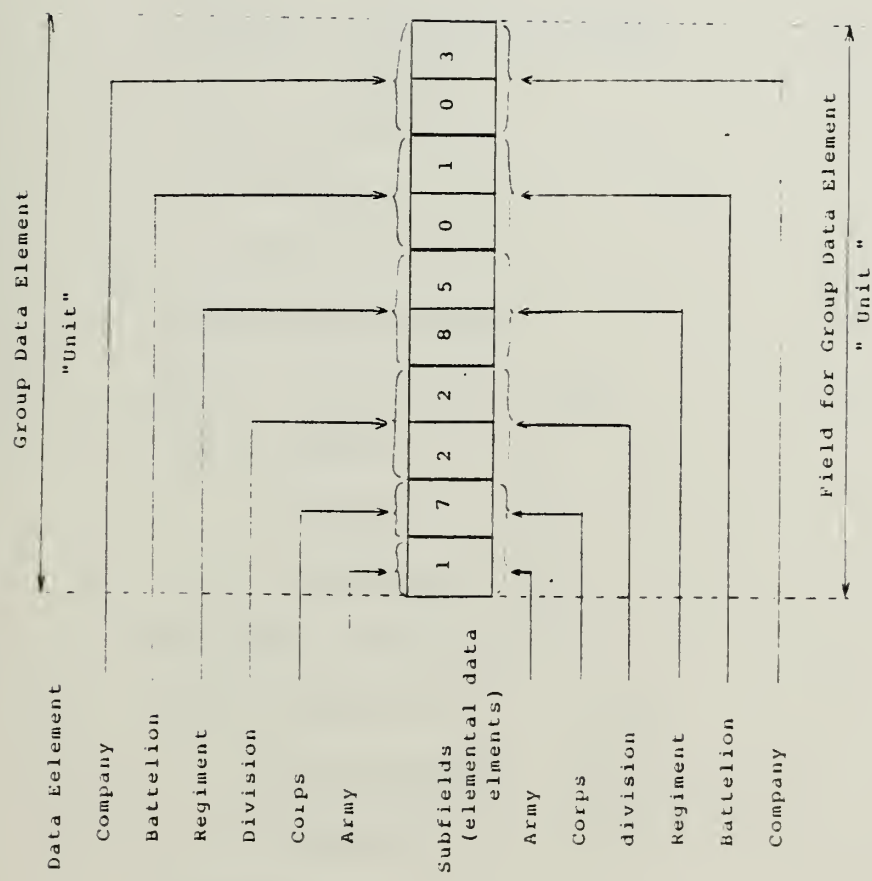 Group Data Element
Data Eelement
"Unit"
Company
Battelion
Regiment
Division
Corps
Army
Subfields
(elemental data
elments)
1 7 2 2 8 5 0 1 0 3
Army
Corps
division
Regiment
Battelion
Company
Field for Group Data Element
" Unit "